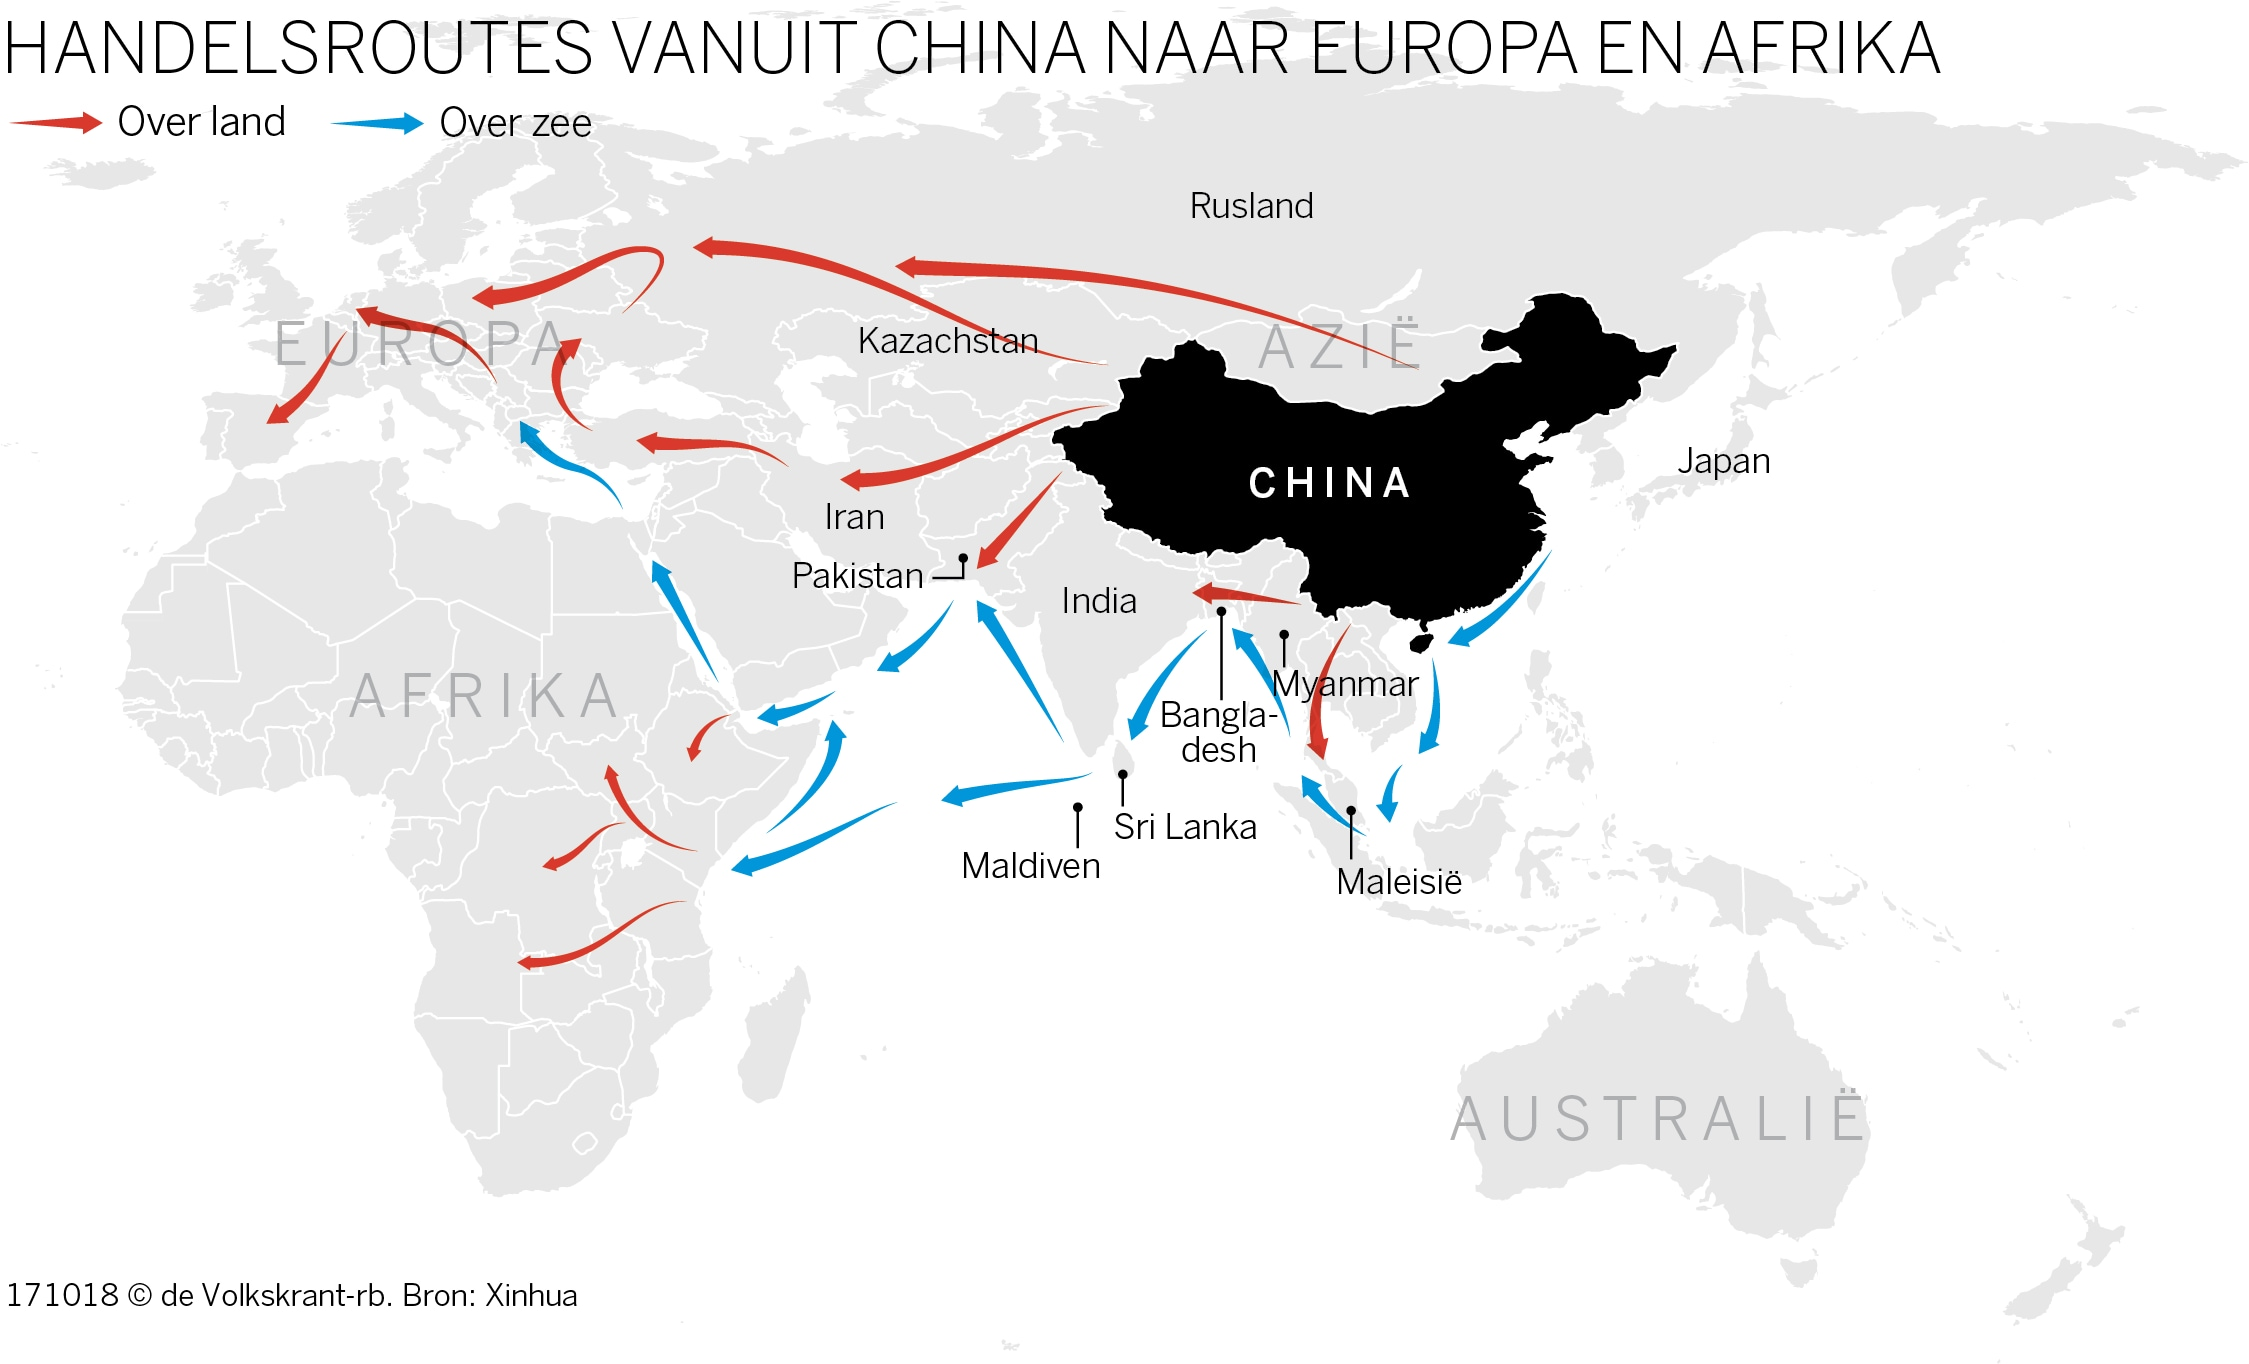 HANDELSROUTES VANUIT CHINA NAAR EUROPA EN AFRIKA
Over land
Over zee
Rusland
EUROPA
Kazachstan
AZIË
CHINA
Japan
Iran
Pakistan
India
AFRIKA
Myanmar
Bangla-
desh
Sri Lanka
Maldiven
Maleisië
AUSTRALIË
171018 © de Volkskrant-rb. Bron: Xinhua